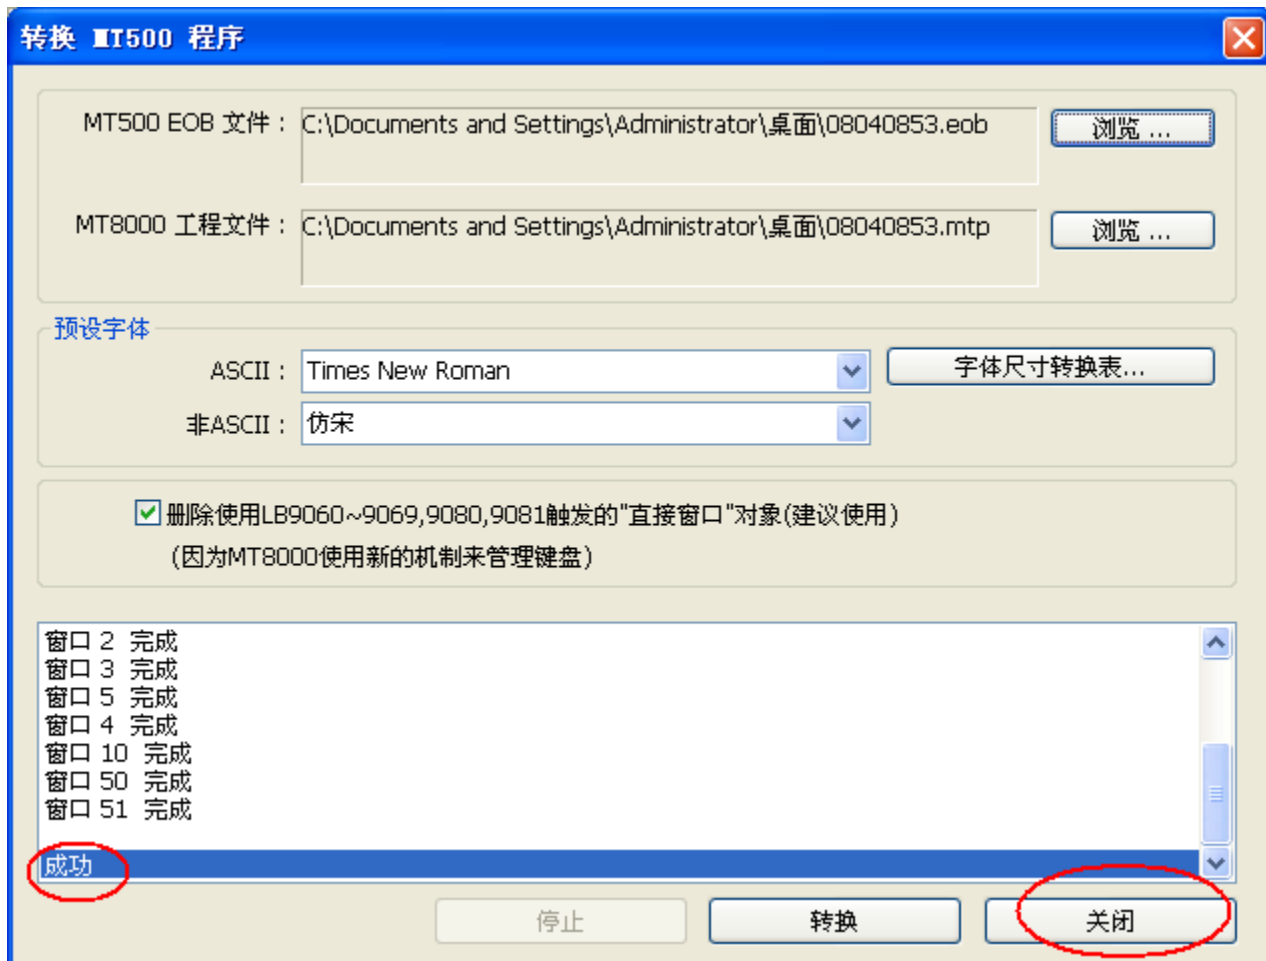 转换 MT500 程序
MT500 EOB 文件：
C:\Documents and Settings\Administrator\桌面\08040853.eob
浏览 ...
MT8000 工程文件：
C:\Documents and Settings\Administrator\桌面\08040853.mtp
浏览 ...
预设字体
ASCII：
Times New Roman
字体尺寸转换表...
非ASCII：
仿宋
删除使用LB9060~9069,9080,9081触发的"直接窗口"对象(建议使用)
(因为MT8000使用新的机制来管理键盘)
窗口 2 完成
窗口 3 完成
窗口 5 完成
窗口 4 完成
窗口 10 完成
窗口 50 完成
窗口 51 完成
成功
停止
转换
关闭